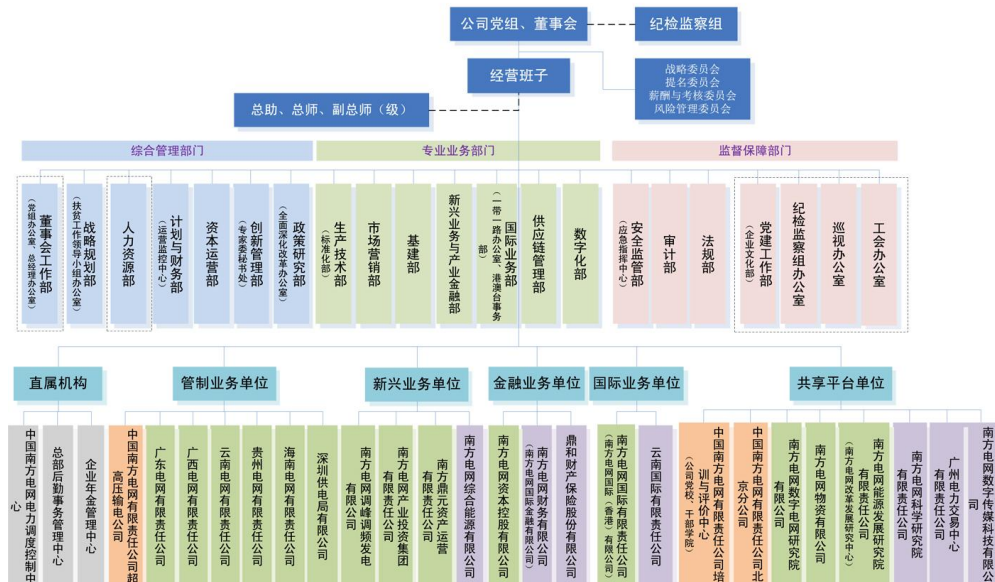 公司党组、董事会
纪检监察组
经营班子
战略委员会
提名委员会
薪酬与考核委员会
风险管理委员会
总助、总师、副总师（级）
综合管理部门
专业业务部门
监督保障部门
董事会工作部
（党组办公室、总经理办公室）
战略规划部
（扶贫工作领导小组办公室）
人力资源部
计划与财务部
（运营监控中心）
资本运营部
创新管理部
（专家委秘书处）
政策研究部
（全面深化改革办公室）
生产技术部
（标准化部）
市场营销部
基建部
新兴业务与产业金融部
国际业务部
（一带一路办公室、港澳台事务
部）
供应链管理部
数字化部
安全监管部
（应急指挥中心）
审计部
法规部
党建工作部
（企业文化部）
纪检监察组办公室
巡视办公室
工会办公室
直属机构
管制业务单位
新兴业务单位
金融业务单位
国际业务单位
共享平台单位
中国南方电网电力调度控制中
心
总部后勤事务管理中心
企业年金管理中心
中国南方电网有限责任公司超
高压输电公司
广东电网有限责任公司
广西电网有限责任公司
云南电网有限责任公司
贵州电网有限责任公司
海南电网有限责任公司
深圳供电局有限公司
南方电网调峰调频发电
有限公司
南方电网产业投资集团
有限责任公司
南方鼎元资产运营
有限责任公司
南方电网综合能源有限公司
南方电网资本控股有限公司
南方电网财务有限公司
（南方电网国际金融有限公司）
鼎和财产保险股份有限公司
南方电网国际有限责任公司
（南方电网国际（香港）有限公司）
云南国际有限责任公司
中国南方电网有限责任公司培
训与评价中心
（公司党校、干部学院）
中国南方电网有限责任公司北
京分公司
南方电网数字电网研究院
有限公司
南方电网物资有限公司
南方电网能源发展研究院
有限责任公司
（南方电网改革发展研究中心）
南方电网科学研究院
有限责任公司
广州电力交易中心
有限责任公司
南方电网数字传媒科技有限公
司